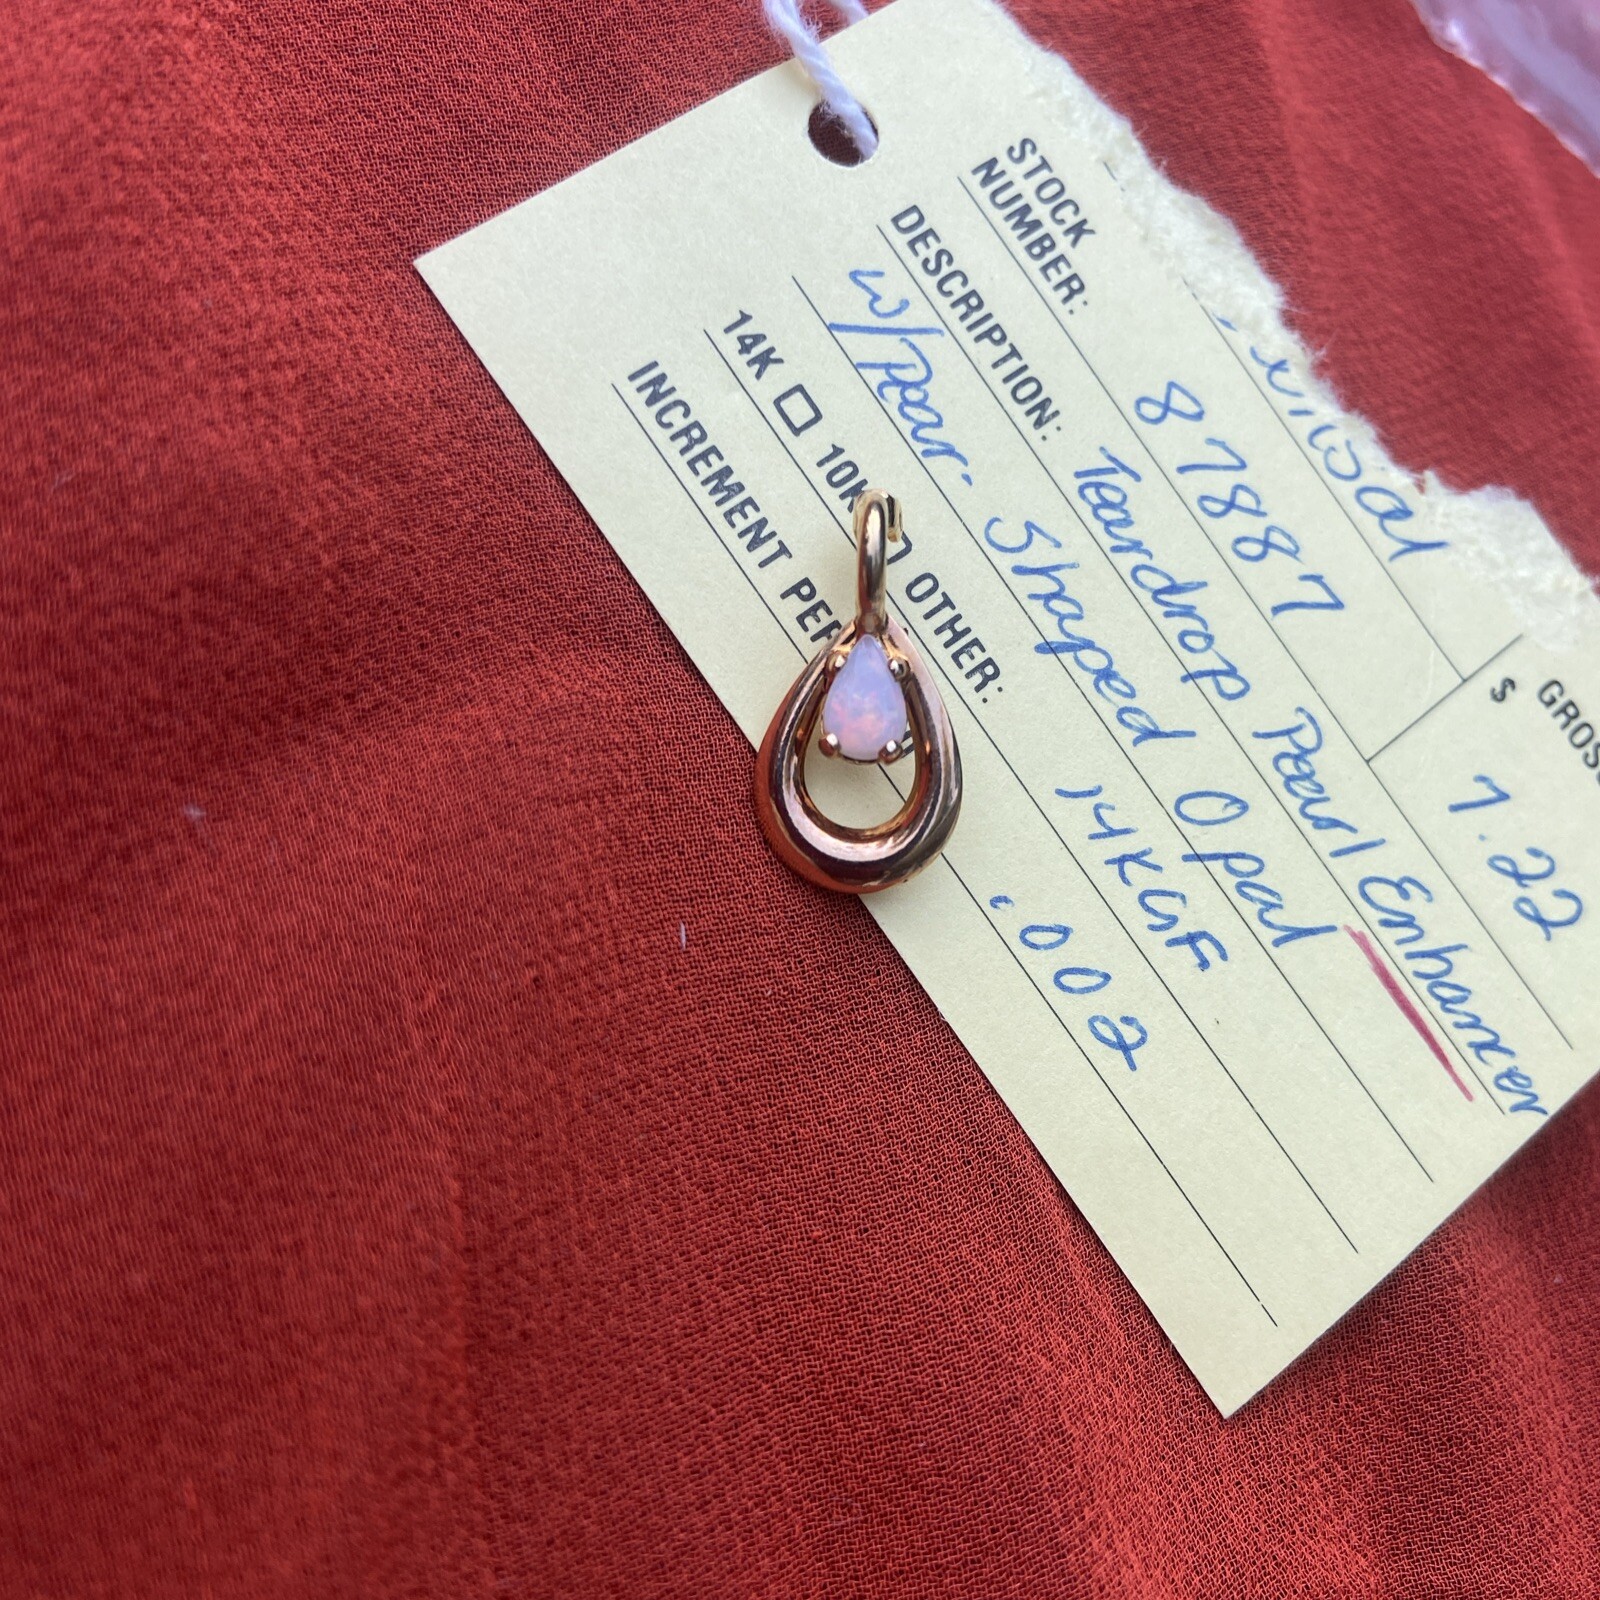 STOCK
NUMBER: 87887
GROSS
$ 7.22
DESCRIPTION: Teardrop Pearl Enhancer
w/Pear-Shaped Opal
14K 10K OTHER: 14KGF
INCREMENT PER .002